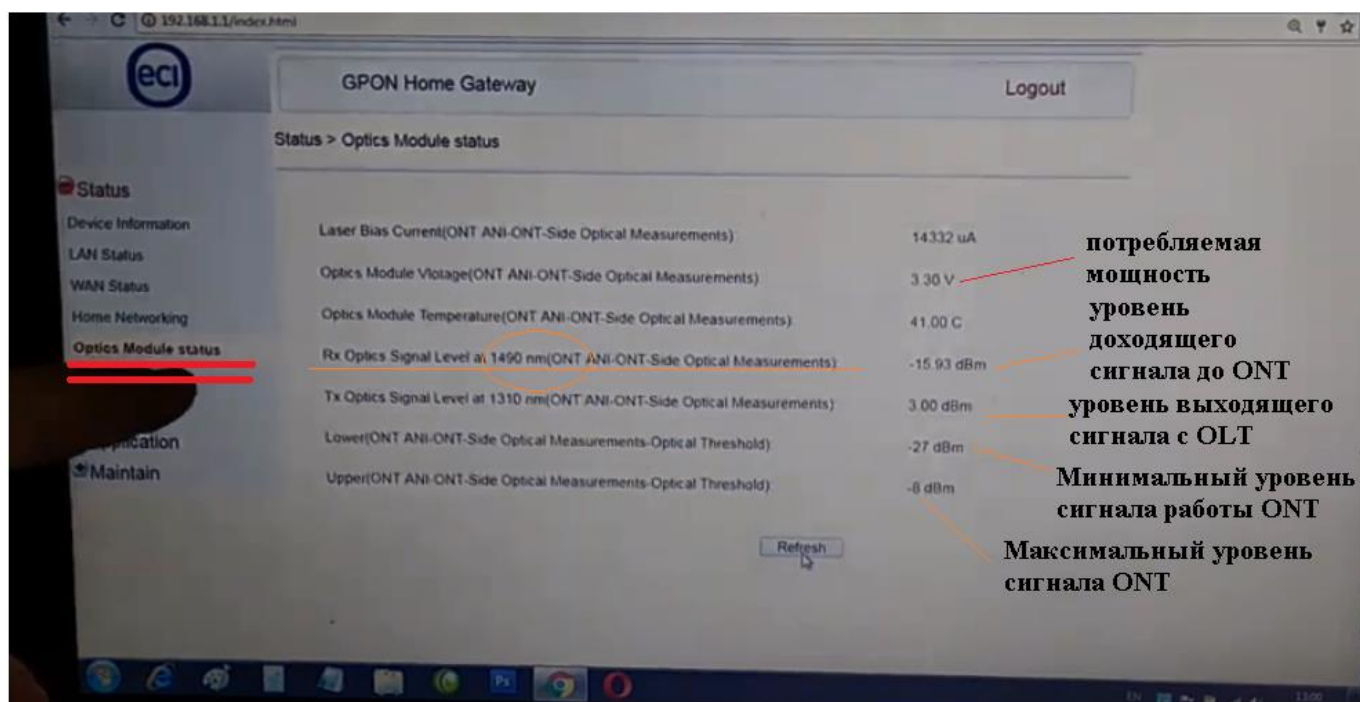 192.168.1.1/index.html
eci
GPON Home Gateway
Logout
Status > Optics Module status
Status
Device Information
LAN Status
WAN Status
Home Networking
Optics Module status
Maintain
Laser Bias Current(ONT ANI-ONT-Side Optical Measurements) 14332 uA
Optics Module Vlotage(ONT ANI-ONT-Side Optical Measurements) 3.30 V
Optics Module Temperature(ONT ANI-ONT-Side Optical Measurements) 41.00 C
Rx Optics Signal Level at 1490 nm(ONT ANI-ONT-Side Optical Measurements) -15.93 dBm
Tx Optics Signal Level at 1310 nm(ONT ANI-ONT-Side Optical Measurements) 3.00 dBm
Lower(ONT ANI-ONT-Side Optical Measurements-Optical Threshold) -27 dBm
Upper(ONT ANI-ONT-Side Optical Measurements-Optical Threshold) -8 dBm
Refresh
потребляемая
мощность
уровень
доходящего
сигнала до ONT
уровень выходящего
сигнала с OLT
Минимальный уровень
сигнала работы ONT
Максимальный уровень
сигнала ONT
Ps
EN
13:00